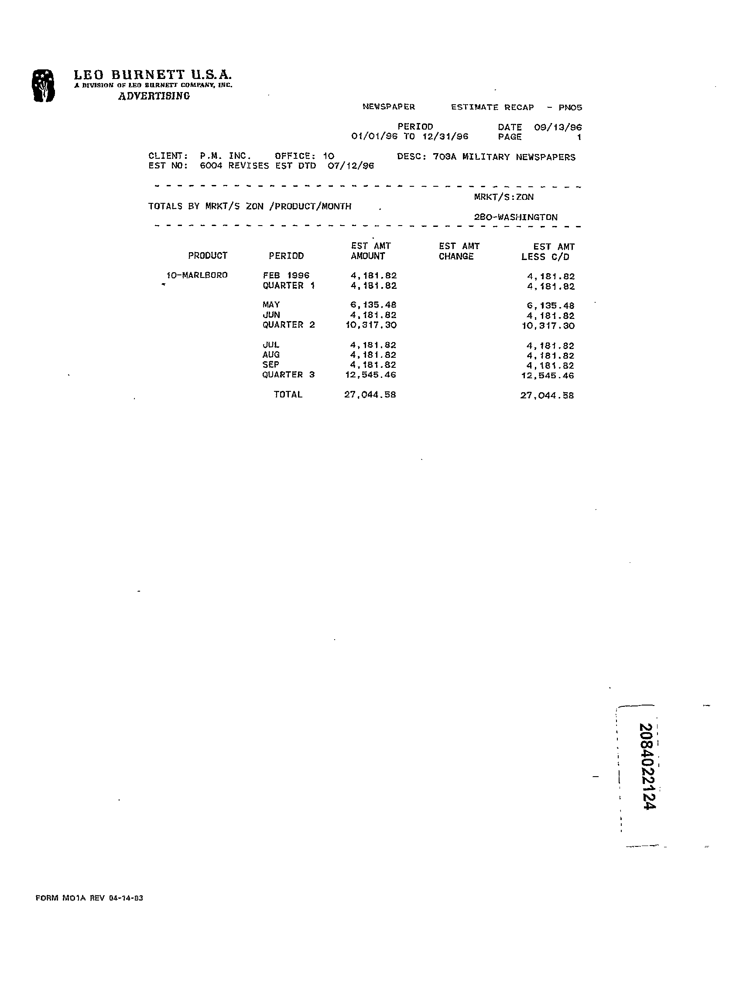 LEO BURNETT U.S.A.
A DIVISION OF LEO BURNETT COMPANY, INC.
ADVERTISING
NEWSPAPER ESTIMATE RECAP - PN05
PERIOD DATE 09/13/96
01/01/96 TO 12/31/96 PAGE 1
CLIENT: P.M. INC. OFFICE: 10 DESC: 709A MILITARY NEWSPAPERS
EST NO: 6004 REVISES EST DTD 07/12/96
MRKT/S:ZON
TOTALS BY MRKT/S ZON /PRODUCT/MONTH
2BO-WASHINGTON
EST AMT EST AMT EST AMT
PRODUCT PERIOD AMOUNT CHANGE LESS C/D
10-MARLBORO FEB 1996 4,181.82 4,181.82
QUARTER 1 4,181.82 4,181.82
MAY 6,135.48 6,135.48
JUN 4,181.82 4,181.82
QUARTER 2 10,317.30 10,317.30
JUL 4,181.82 4,181.82
AUG 4,181.82 4,181.82
SEP 4,181.82 4,181.82
QUARTER 3 12,545.46 12,545.46
TOTAL 27,044.58 27,044.58
2084022124
FORM M01A REV 04-14-83